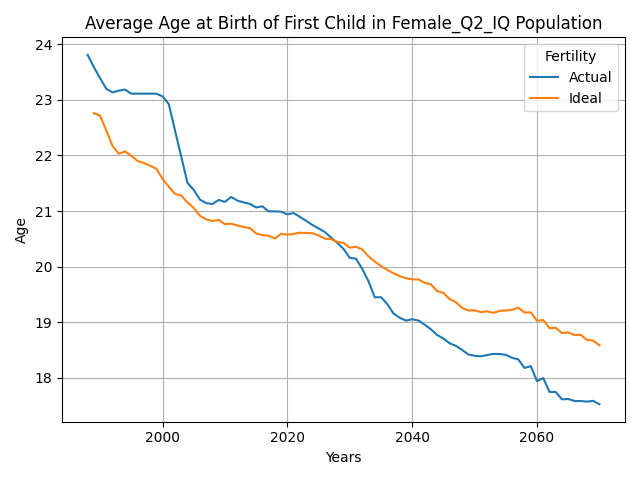 Average Age at Birth of First Child in Female_Q2_IQ Population
24
23
22
21
20
19
18
Age
2000
2020
2040
2060
Years
Fertility
Actual
Ideal